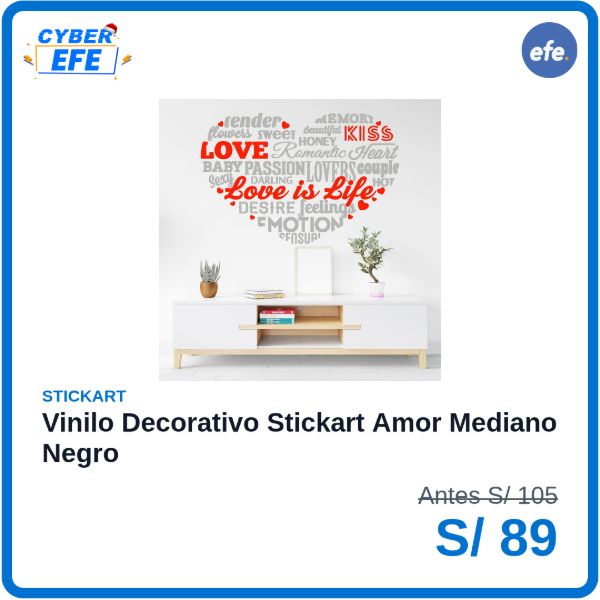 CYBER
EFE
efe.
tender
MEMORY
flowers sweet beautiful KISS
HONEY
LOVE Romantic Heart
BABY PASSION LOVERS couple
Sexy DARLING HOT
Love is Life
DESIRE feelings
EMOTION
SENSUAL
STICKART
Vinilo Decorativo Stickart Amor Mediano
Negro
Antes S/ 105
S/ 89